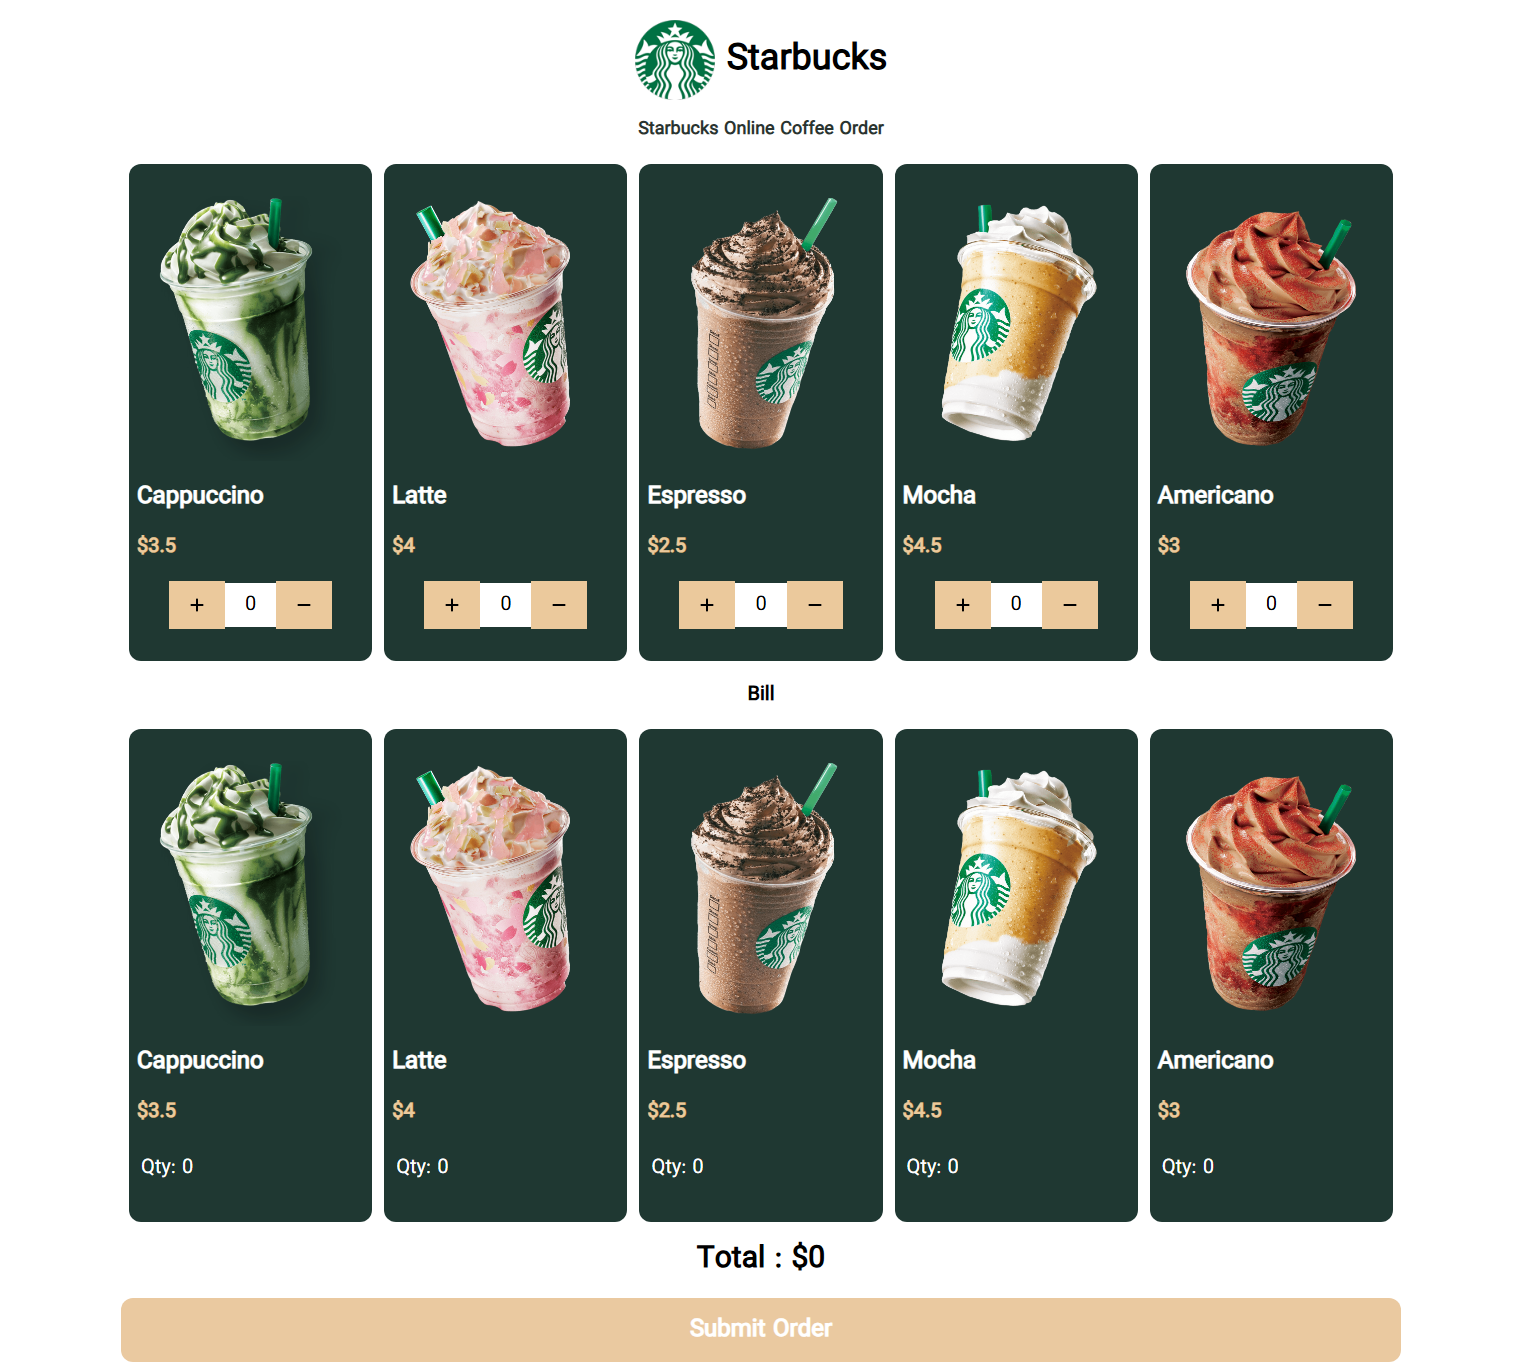 Starbucks
Starbucks Online Coffee Order
Cappuccino
$3.5
+ 0 −
Latte
$4
+ 0 −
Espresso
$2.5
+ 0 −
Mocha
$4.5
+ 0 −
Americano
$3
+ 0 −
Bill
Cappuccino
$3.5
Qty: 0
Latte
$4
Qty: 0
Espresso
$2.5
Qty: 0
Mocha
$4.5
Qty: 0
Americano
$3
Qty: 0
Total : $0
Submit Order